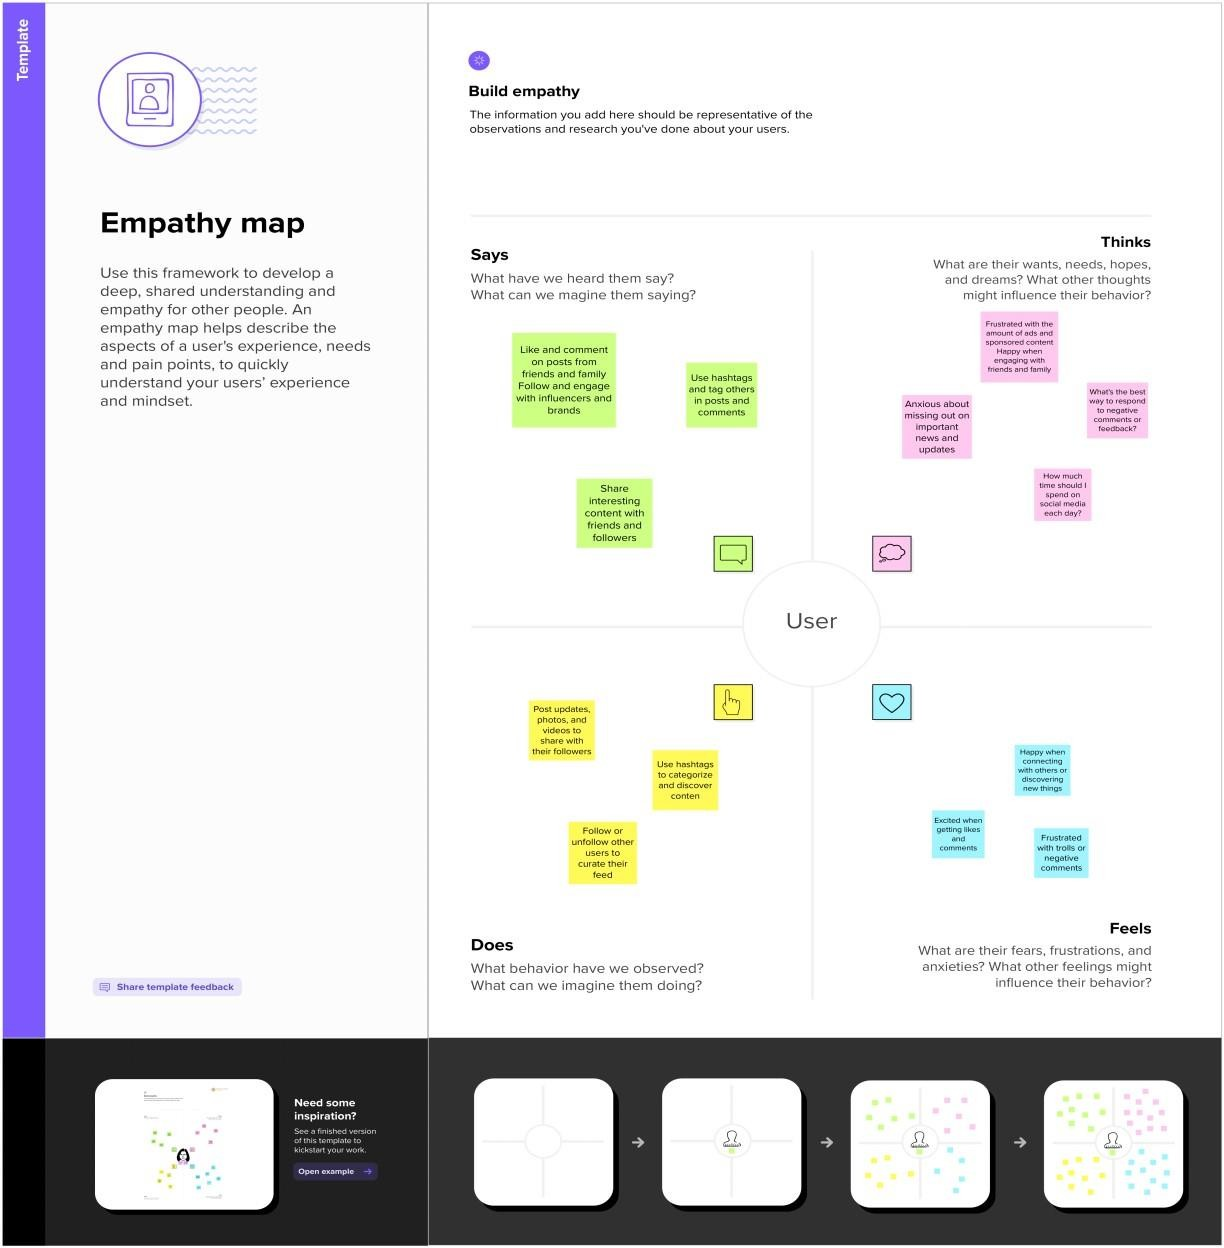 Template
Empathy map
Use this framework to develop a
deep, shared understanding and
empathy for other people. An
empathy map helps describe the
aspects of a user's experience, needs
and pain points, to quickly
understand your users' experience
and mindset.
Share template feedback
Build empathy
The information you add here should be representative of the
observations and research you've done about your users.
Says
What have we heard them say?
What can we magine them saying?
Like and comment
on posts from
friends and family
Follow and engage
with influencers and
brands
Use hashtags
and tag others
in posts and
comments
Share
interesting
content with
friends and
followers
Thinks
What are their wants, needs, hopes,
and dreams? What other thoughts
might influence their behavior?
Frustrated with the
amount of ads and
sponsored content
Happy when
engaging with
friends and family
Anxious about
missing out on
important
news and
updates
What's the best
way to respond
to negative
comments or
feedback?
How much
time should I
spend on
social media
each day?
User
Post updates,
photos, and
videos to
share with
their followers
Use hashtags
to categorize
and discover
conten
Follow or
unfollow other
users to
curate their
feed
Does
What behavior have we observed?
What can we imagine them doing?
Happy when
connecting
with others or
discovering
new things
Excited when
getting likes
and
comments
Frustrated
with trolls or
negative
comments
Feels
What are their fears, frustrations, and
anxieties? What other feelings might
influence their behavior?
Need some
inspiration?
See a finished version
of this template to
kickstart your work.
Open example